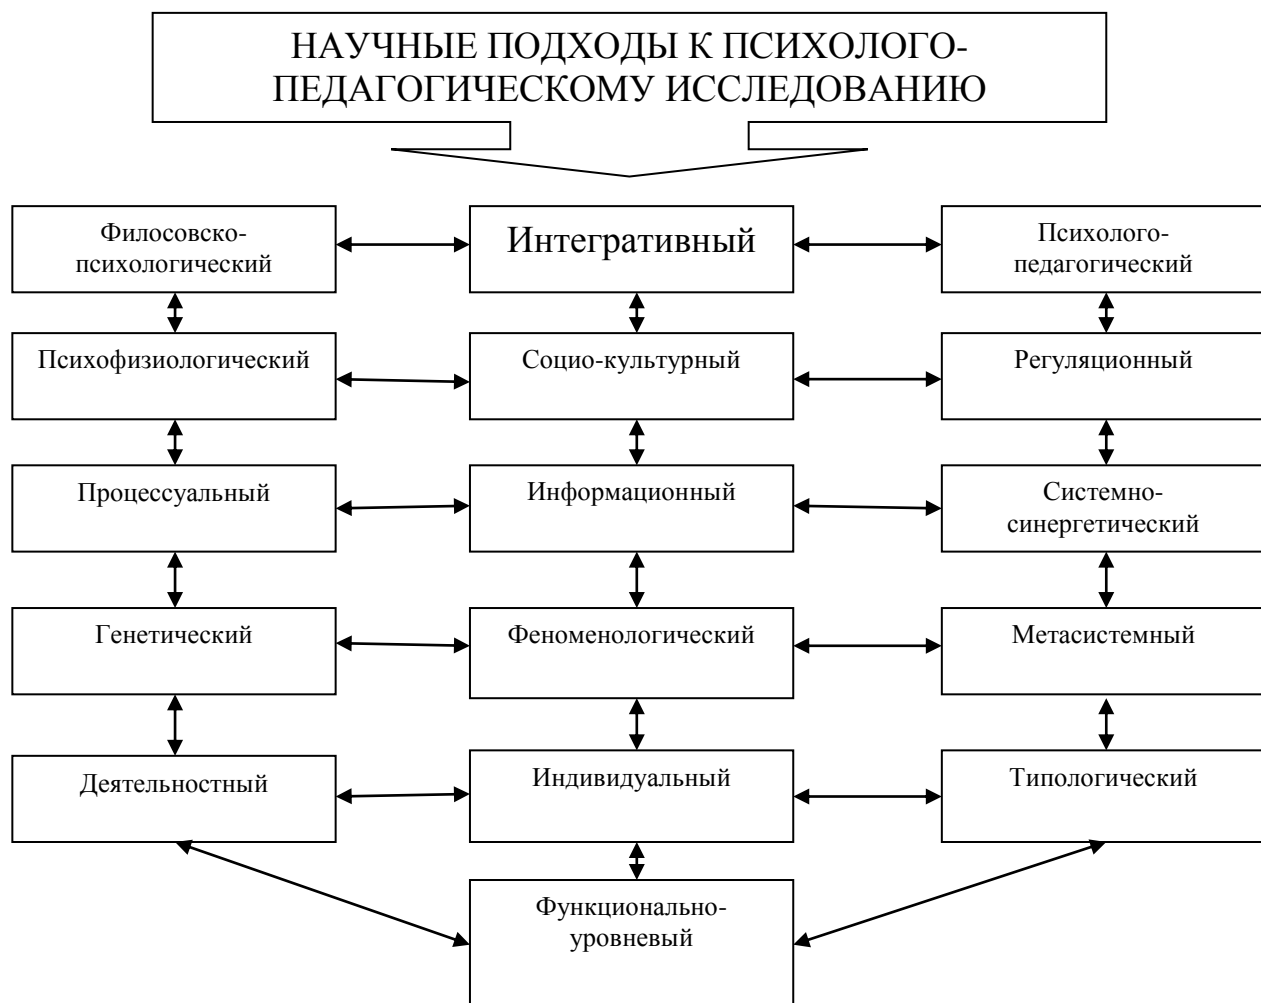 НАУЧНЫЕ ПОДХОДЫ К ПСИХОЛОГО-
ПЕДАГОГИЧЕСКОМУ ИССЛЕДОВАНИЮ
Филосовско-
психологический
Интегративный
Психолого-
педагогический
Психофизиологический
Социо-культурный
Регуляционный
Процессуальный
Информационный
Системно-
синергетический
Генетический
Феноменологический
Метасистемный
Деятельностный
Индивидуальный
Типологический
Функционально-
уровневый